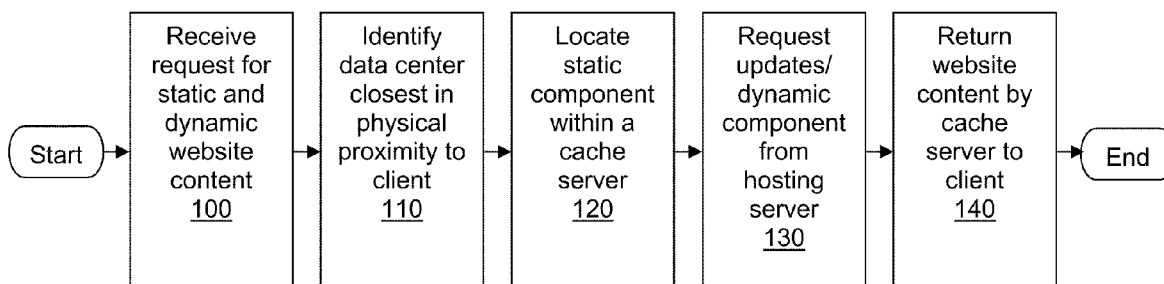 Start
Receive
request for
static and
dynamic
website
content
100
Identify
data center
closest in
physical
proximity to
client
110
Locate
static
component
within a
cache
server
120
Request
updates/
dynamic
component
from
hosting
server
130
Return
website
content by
cache
server to
client
140
End